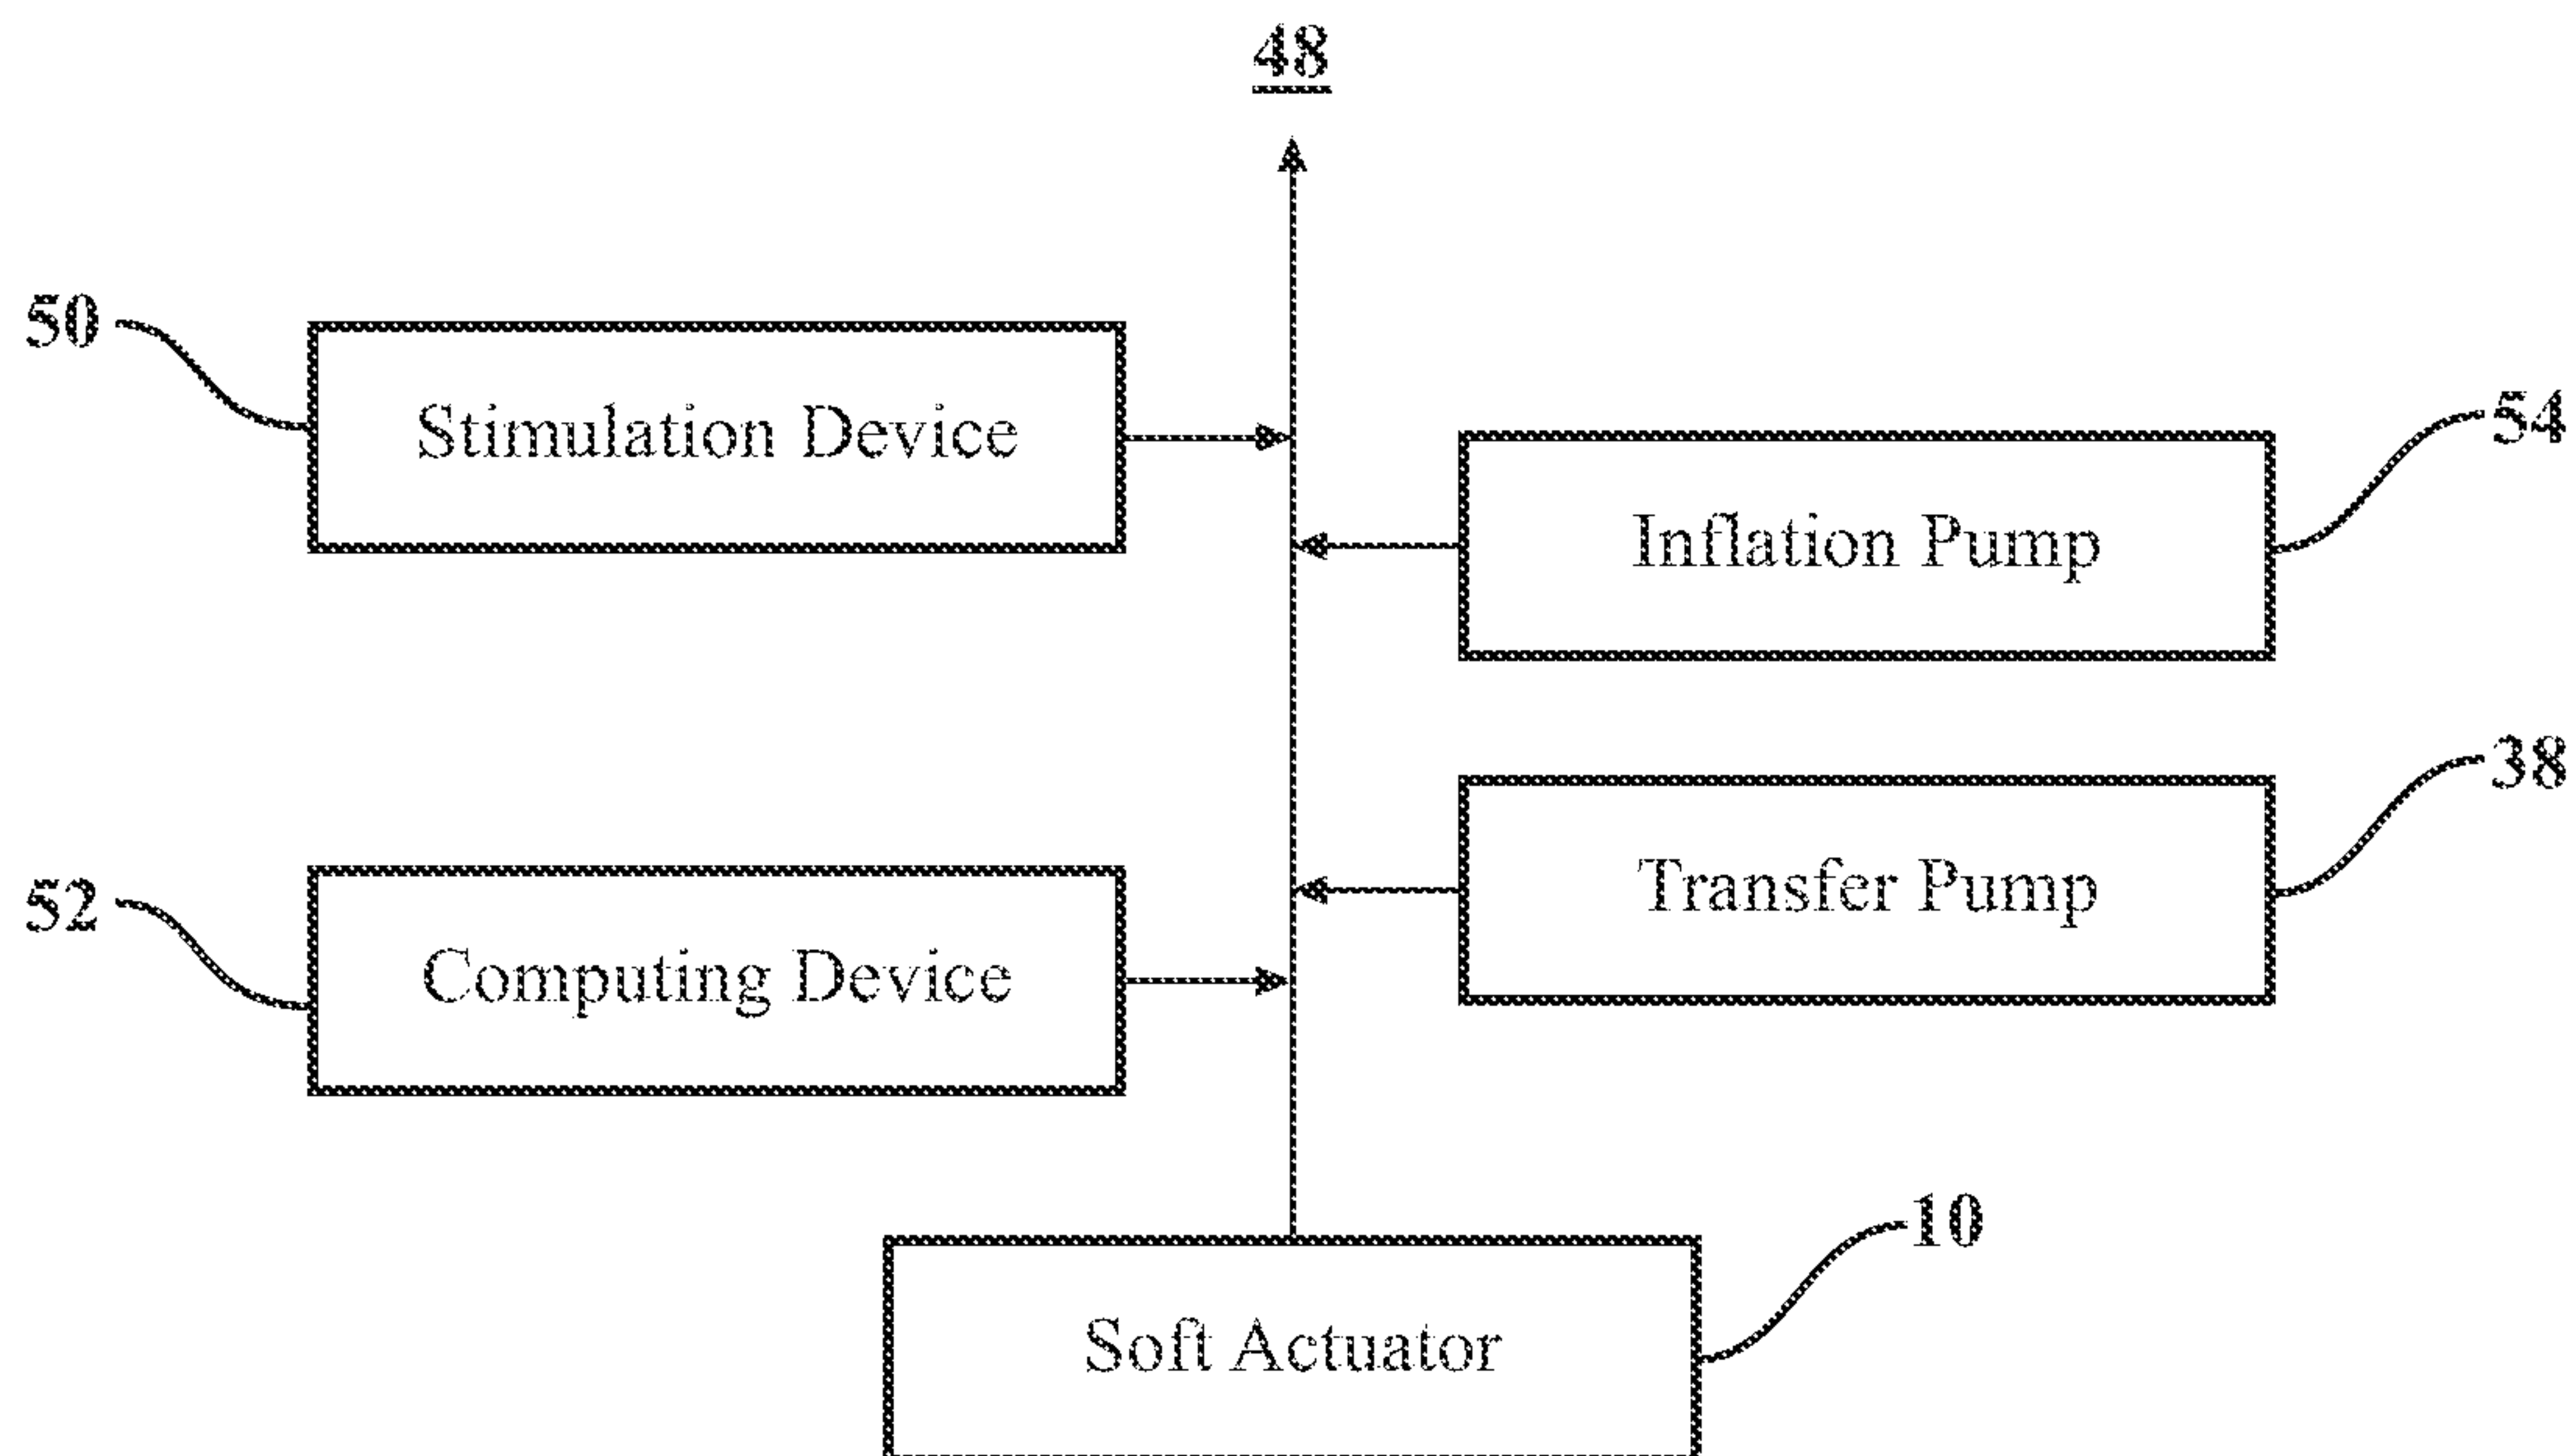 48
50
Stimulation Device
54
Inflation Pump
38
Transfer Pump
52
Computing Device
10
Soft Actuator